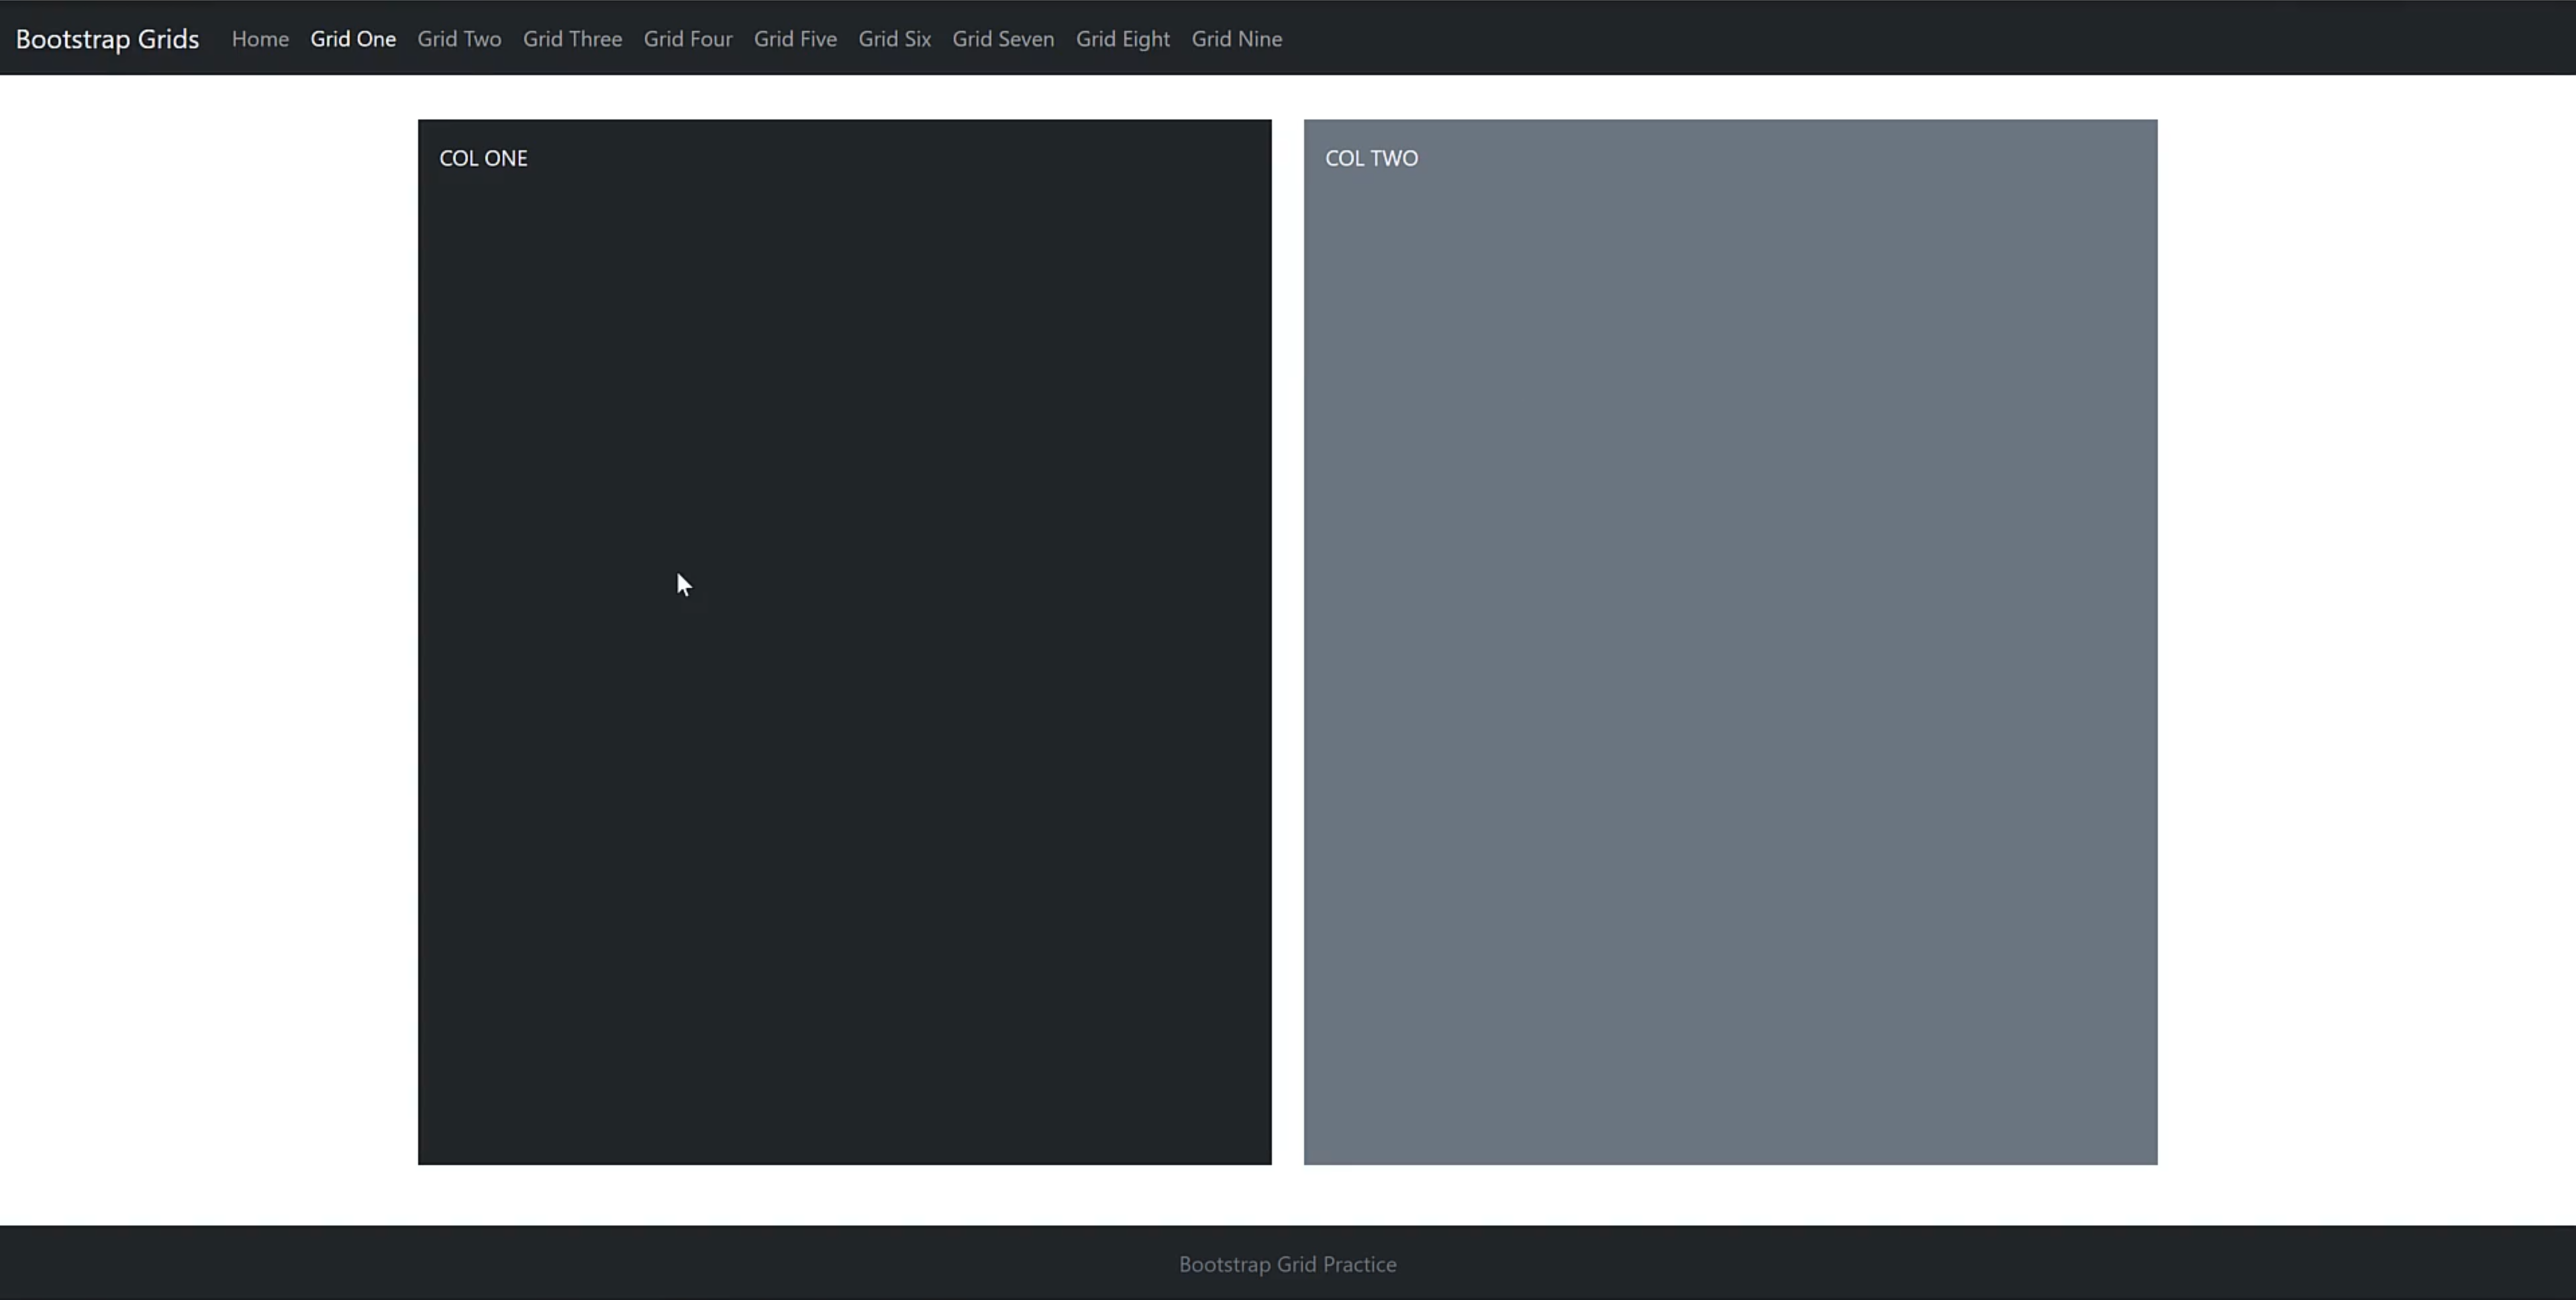 Bootstrap Grids Home Grid One Grid Two Grid Three Grid Four Grid Five Grid Six Grid Seven Grid Eight Grid Nine
COL ONE
COL TWO
Bootstrap Grid Practice